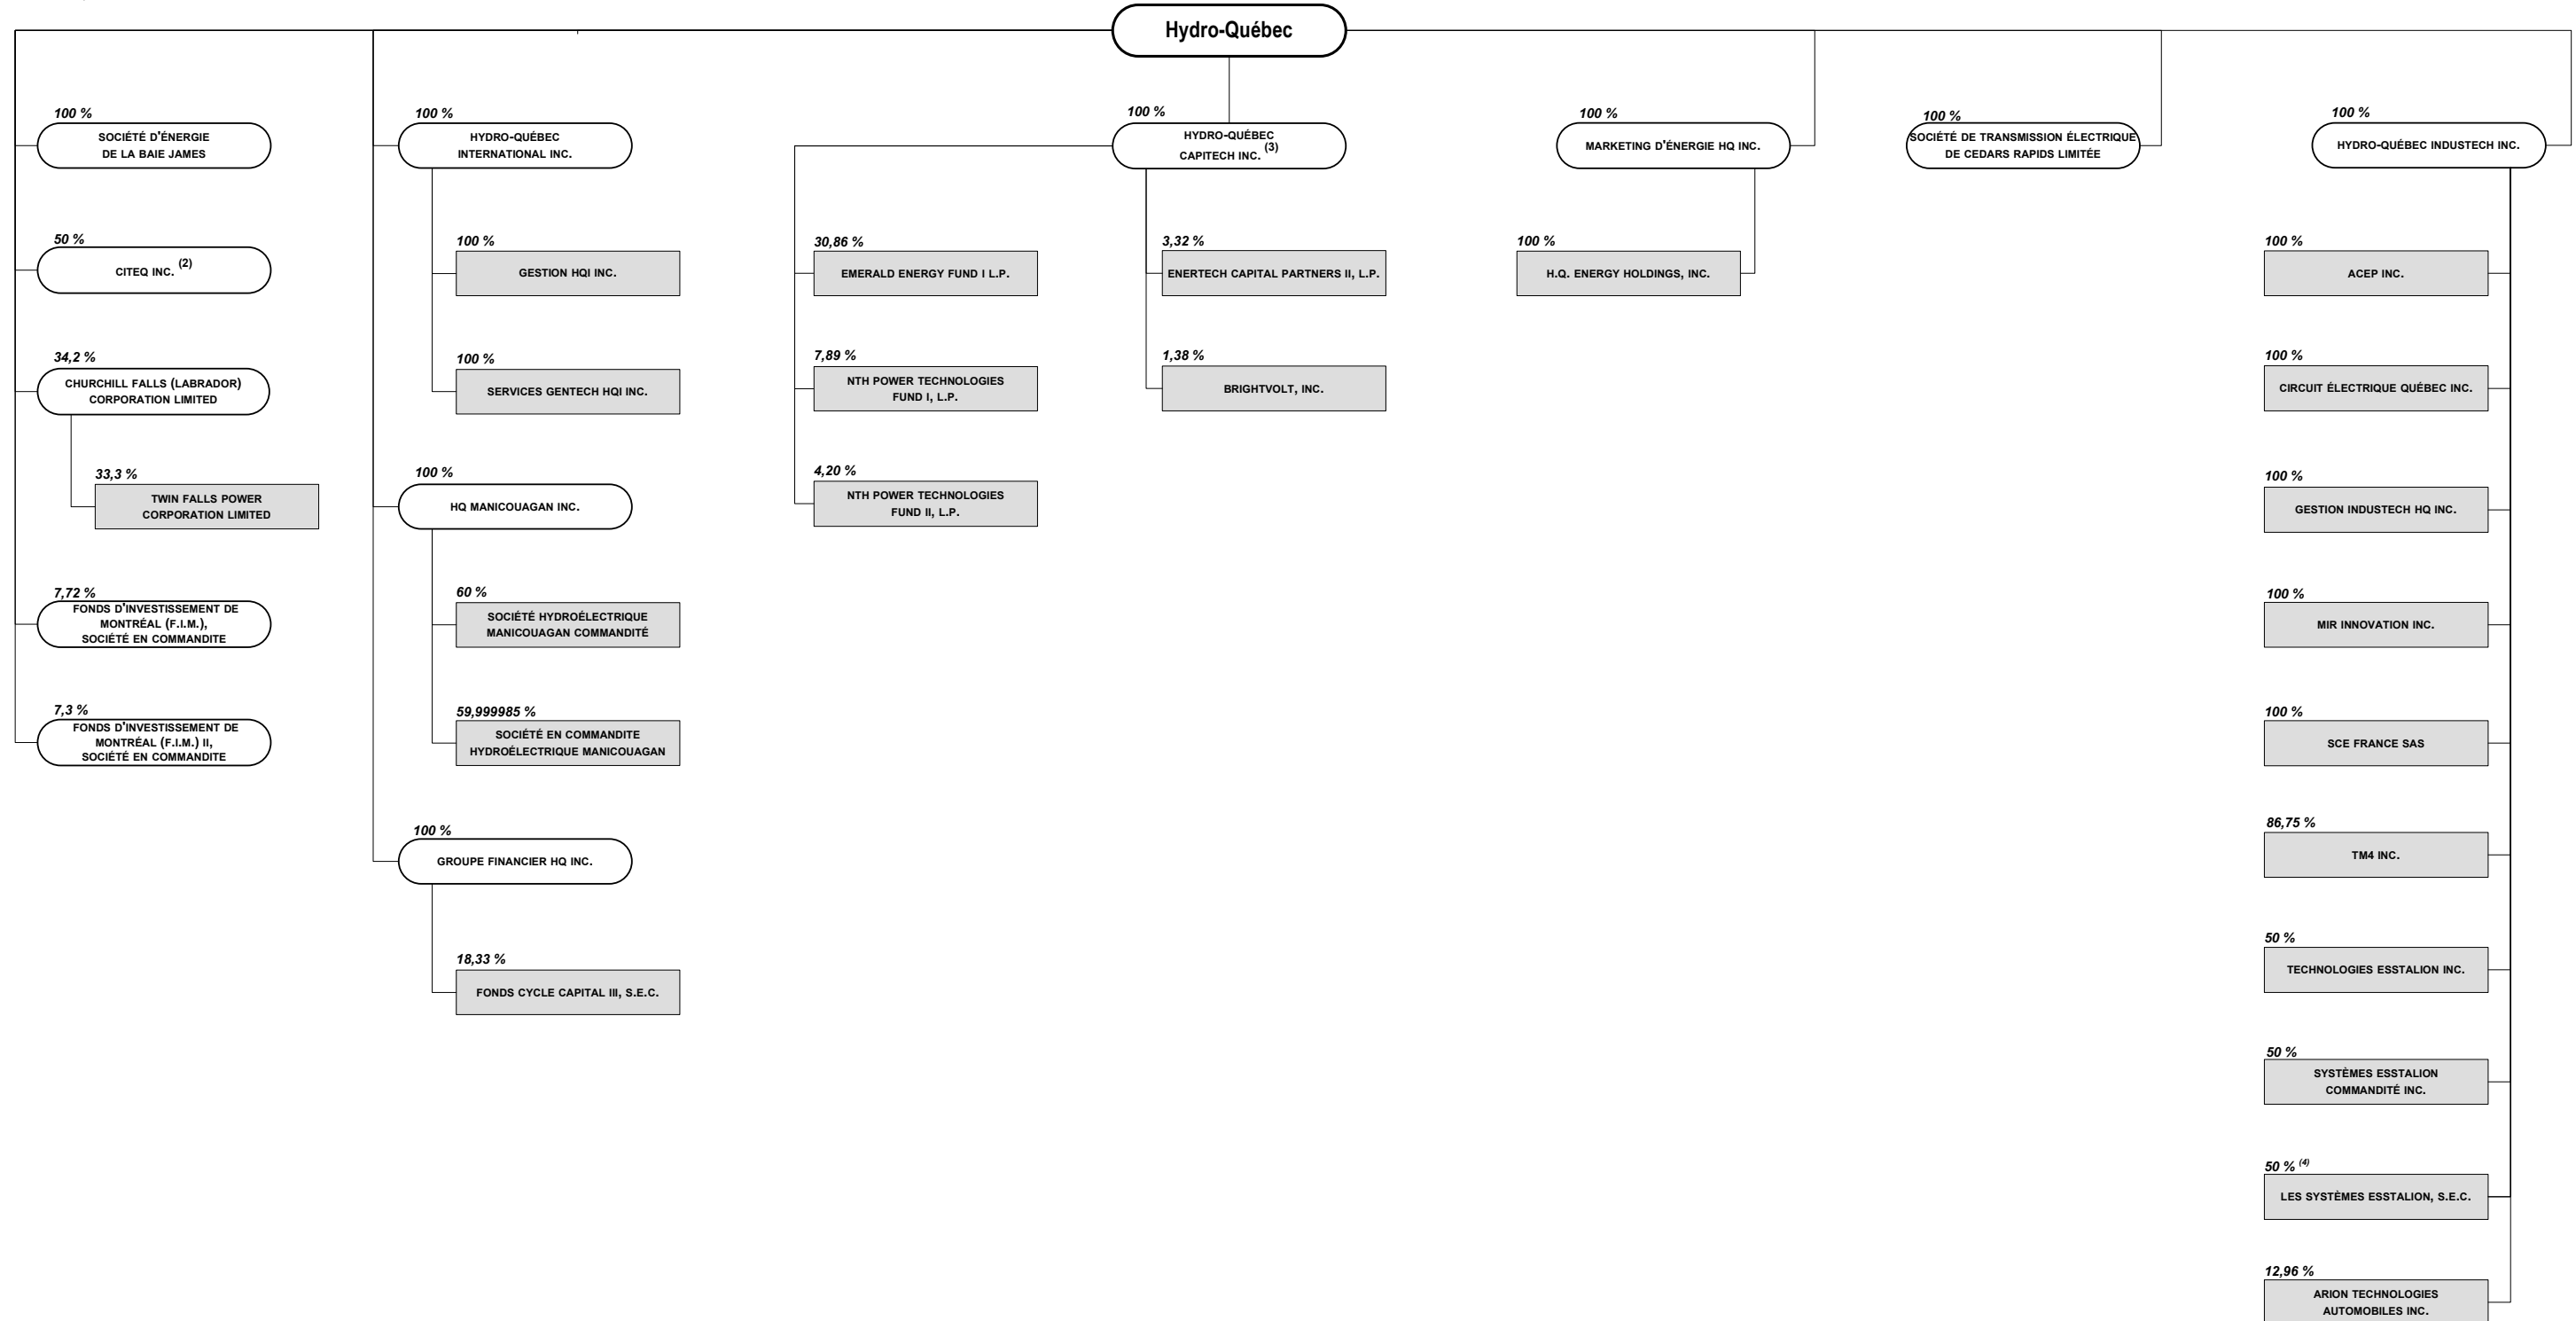 Hydro-Québec
100 %
SOCIÉTÉ D'ÉNERGIE
DE LA BAIE JAMES
50 %
CITEQ INC. (2)
34,2 %
CHURCHILL FALLS (LABRADOR)
CORPORATION LIMITED
33,3 %
TWIN FALLS POWER
CORPORATION LIMITED
7,72 %
FONDS D'INVESTISSEMENT DE
MONTRÉAL (F.I.M.),
SOCIÉTÉ EN COMMANDITE
7,3 %
FONDS D'INVESTISSEMENT DE
MONTRÉAL (F.I.M.) II,
SOCIÉTÉ EN COMMANDITE
100 %
HYDRO-QUÉBEC
INTERNATIONAL INC.
100 %
GESTION HQI INC.
100 %
SERVICES GENTECH HQI INC.
100 %
HQ MANICOUAGAN INC.
60 %
SOCIÉTÉ HYDROÉLECTRIQUE
MANICOUAGAN COMMANDITÉ
59,999985 %
SOCIÉTÉ EN COMMANDITE
HYDROÉLECTRIQUE MANICOUAGAN
100 %
GROUPE FINANCIER HQ INC.
18,33 %
FONDS CYCLE CAPITAL III, S.E.C.
100 %
HYDRO-QUÉBEC
CAPITECH INC. (3)
30,86 %
EMERALD ENERGY FUND I L.P.
7,89 %
NTH POWER TECHNOLOGIES
FUND I, L.P.
4,20 %
NTH POWER TECHNOLOGIES
FUND II, L.P.
3,32 %
ENERTECH CAPITAL PARTNERS II, L.P.
1,38 %
BRIGHTVOLT, INC.
100 %
MARKETING D'ÉNERGIE HQ INC.
100 %
H.Q. ENERGY HOLDINGS, INC.
100 %
SOCIÉTÉ DE TRANSMISSION ÉLECTRIQUE
DE CEDARS RAPIDS LIMITÉE
100 %
HYDRO-QUÉBEC INDUSTECH INC.
100 %
ACEP INC.
100 %
CIRCUIT ÉLECTRIQUE QUÉBEC INC.
100 %
GESTION INDUSTECH HQ INC.
100 %
MIR INNOVATION INC.
100 %
SCE FRANCE SAS
86,75 %
TM4 INC.
50 %
TECHNOLOGIES ESSTALION INC.
50 %
SYSTÈMES ESSTALION
COMMANDITÉ INC.
50 % (4)
LES SYSTÈMES ESSTALION, S.E.C.
12,96 %
ARION TECHNOLOGIES
AUTOMOBILES INC.